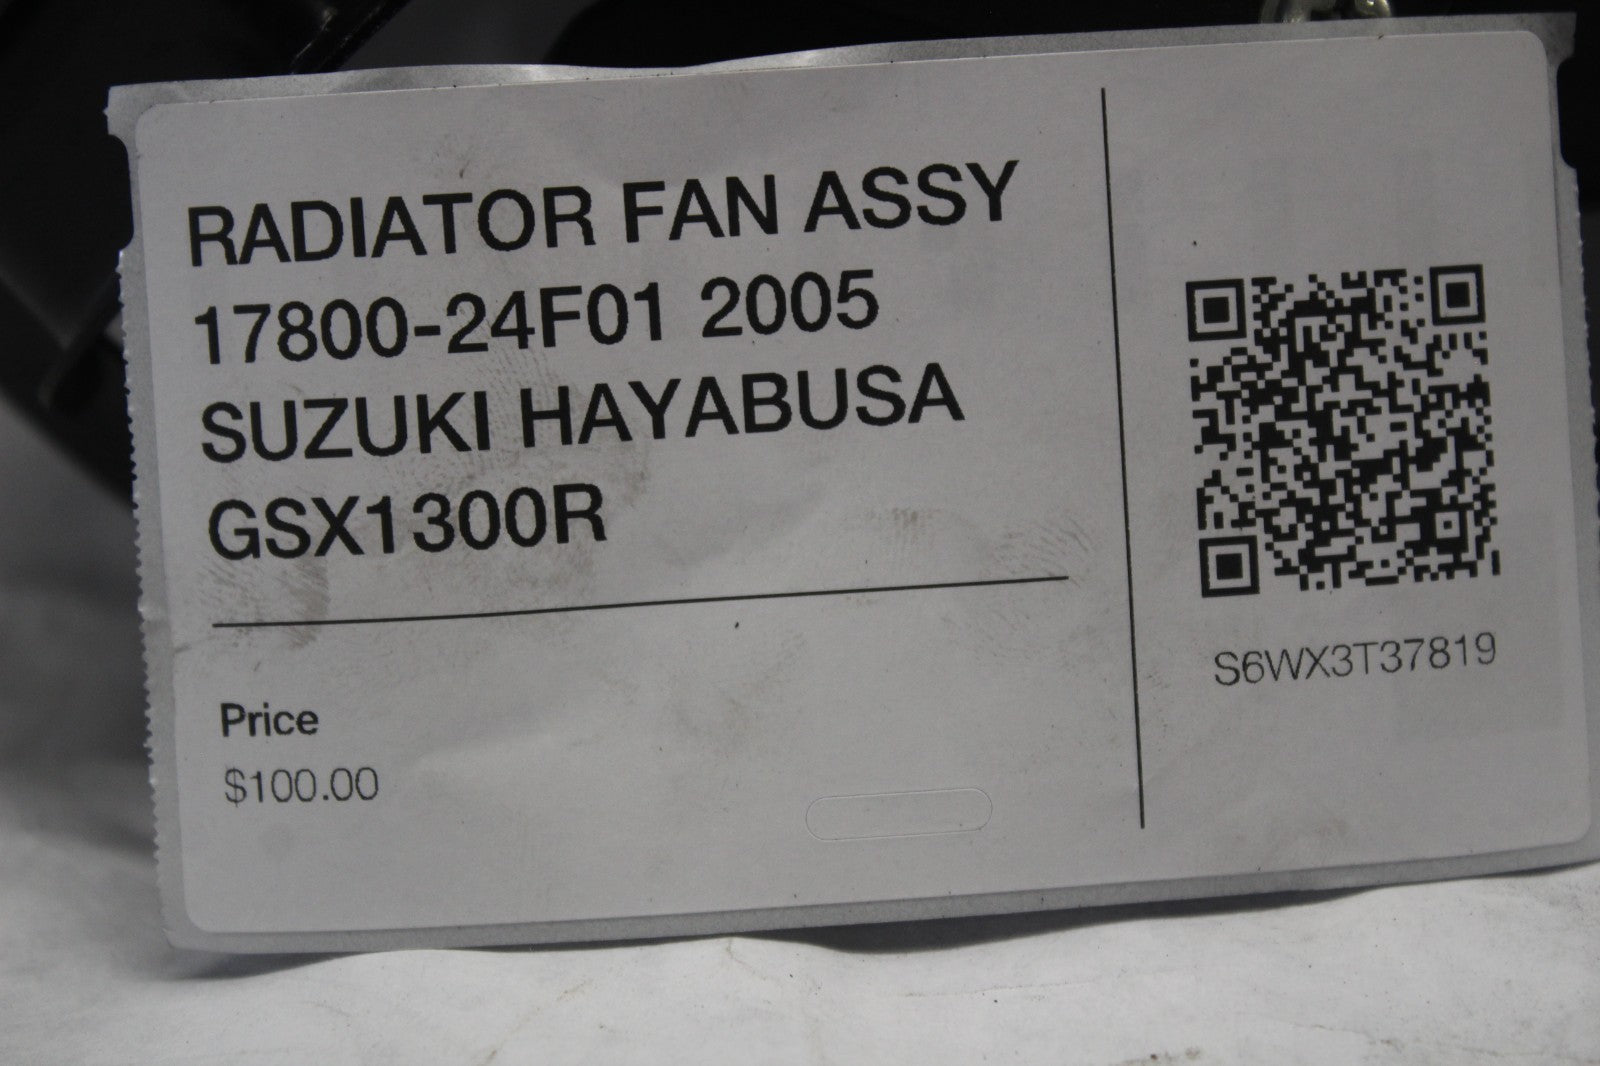 RADIATOR FAN ASSY
17800-24F01 2005
SUZUKI HAYABUSA
GSX1300R
Price
$100.00
S6WX3T37819